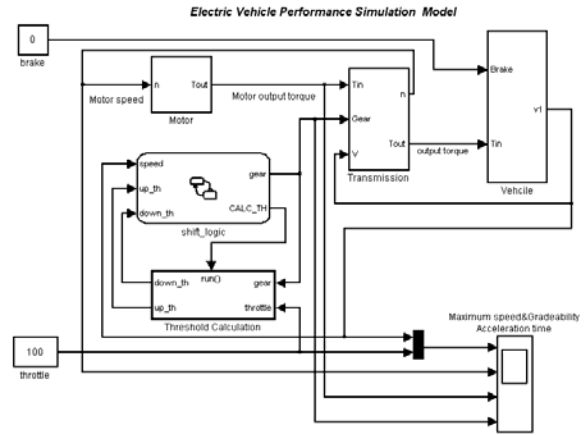 Electric Vehicle Performance Simulation Model
0
brake
n
Tout
Motor
Motor speed
Motor output torque
Tin
n
Gear
Tout
V
Transmission
output torque
Brake
v1
Tin
Vehcile
speed
gear
up_th
down_th
CALC_TH
shift_logic
run()
down_th
gear
up_th
throttle
Threshold Calculation
100
throttle
Maximum speed&Gradeability
Acceleration time